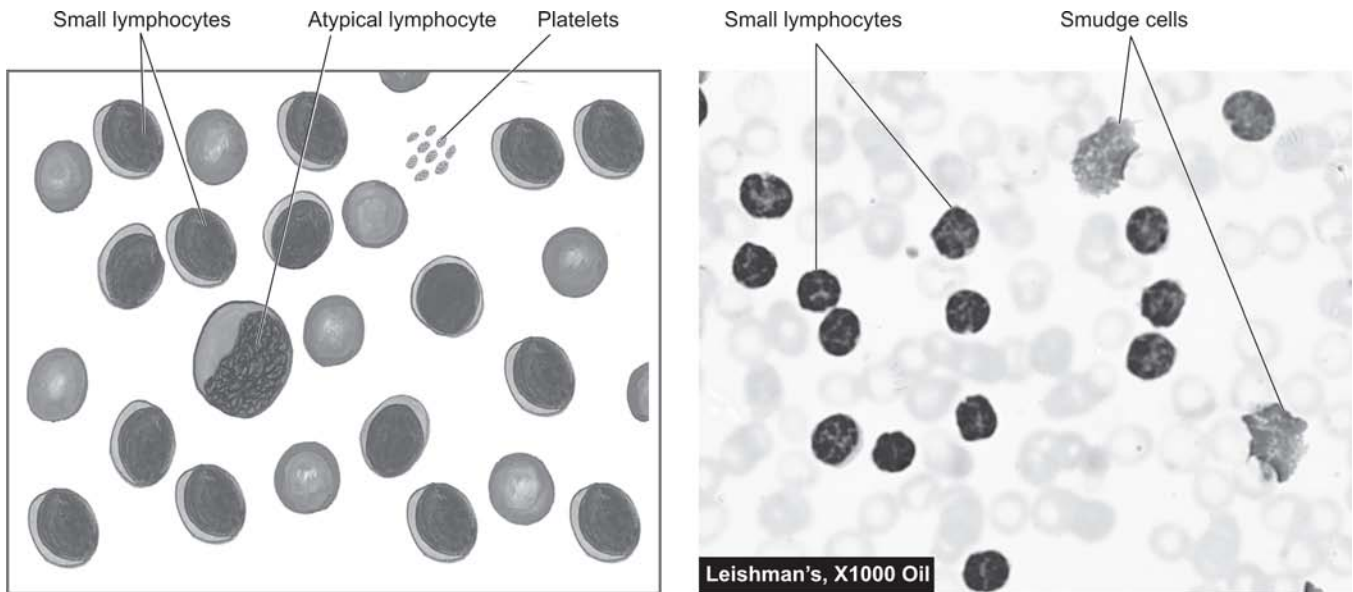 Small lymphocytes
Atypical lymphocyte
Platelets
Small lymphocytes
Smudge cells
Leishman's, X1000 Oil